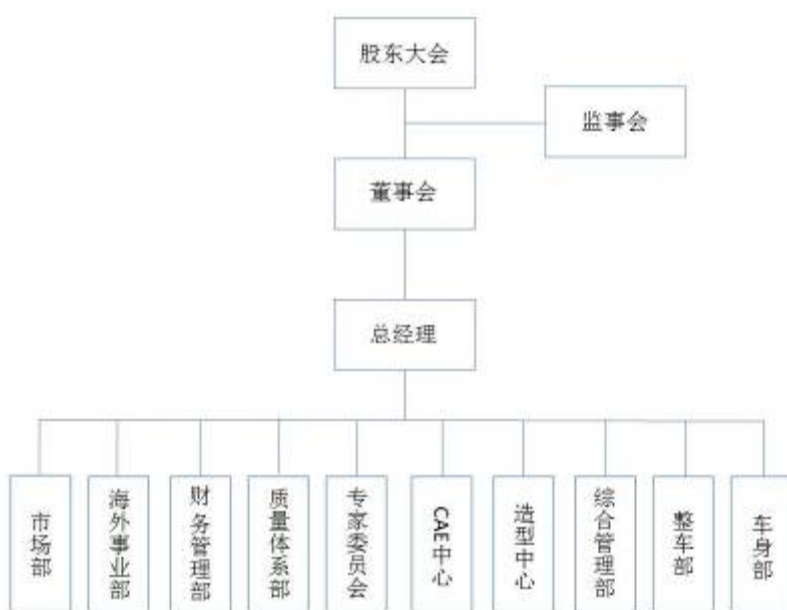 股东大会
监事会
董事会
总经理
市场部
海外事业部
财务管理部
质量体系部
专家委员会
CAE中心
造型中心
综合管理部
整车部
车身部